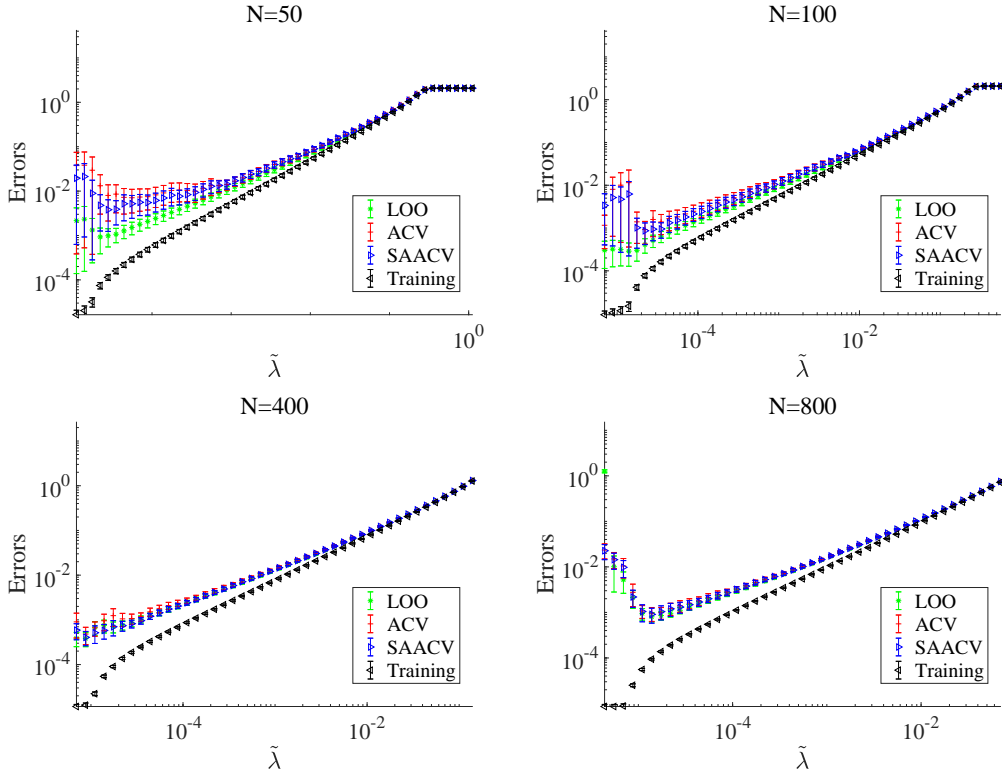 N=50
N=100
10^0
10^-2
10^-4
Errors
LOO
ACV
SAACV
Training
10^0
λ̃
10^0
10^-2
10^-4
Errors
LOO
ACV
SAACV
Training
10^-4
10^-2
λ̃
N=400
N=800
10^0
10^-2
10^-4
Errors
LOO
ACV
SAACV
Training
10^-4
10^-2
λ̃
10^0
10^-2
10^-4
Errors
LOO
ACV
SAACV
Training
10^-4
10^-2
λ̃